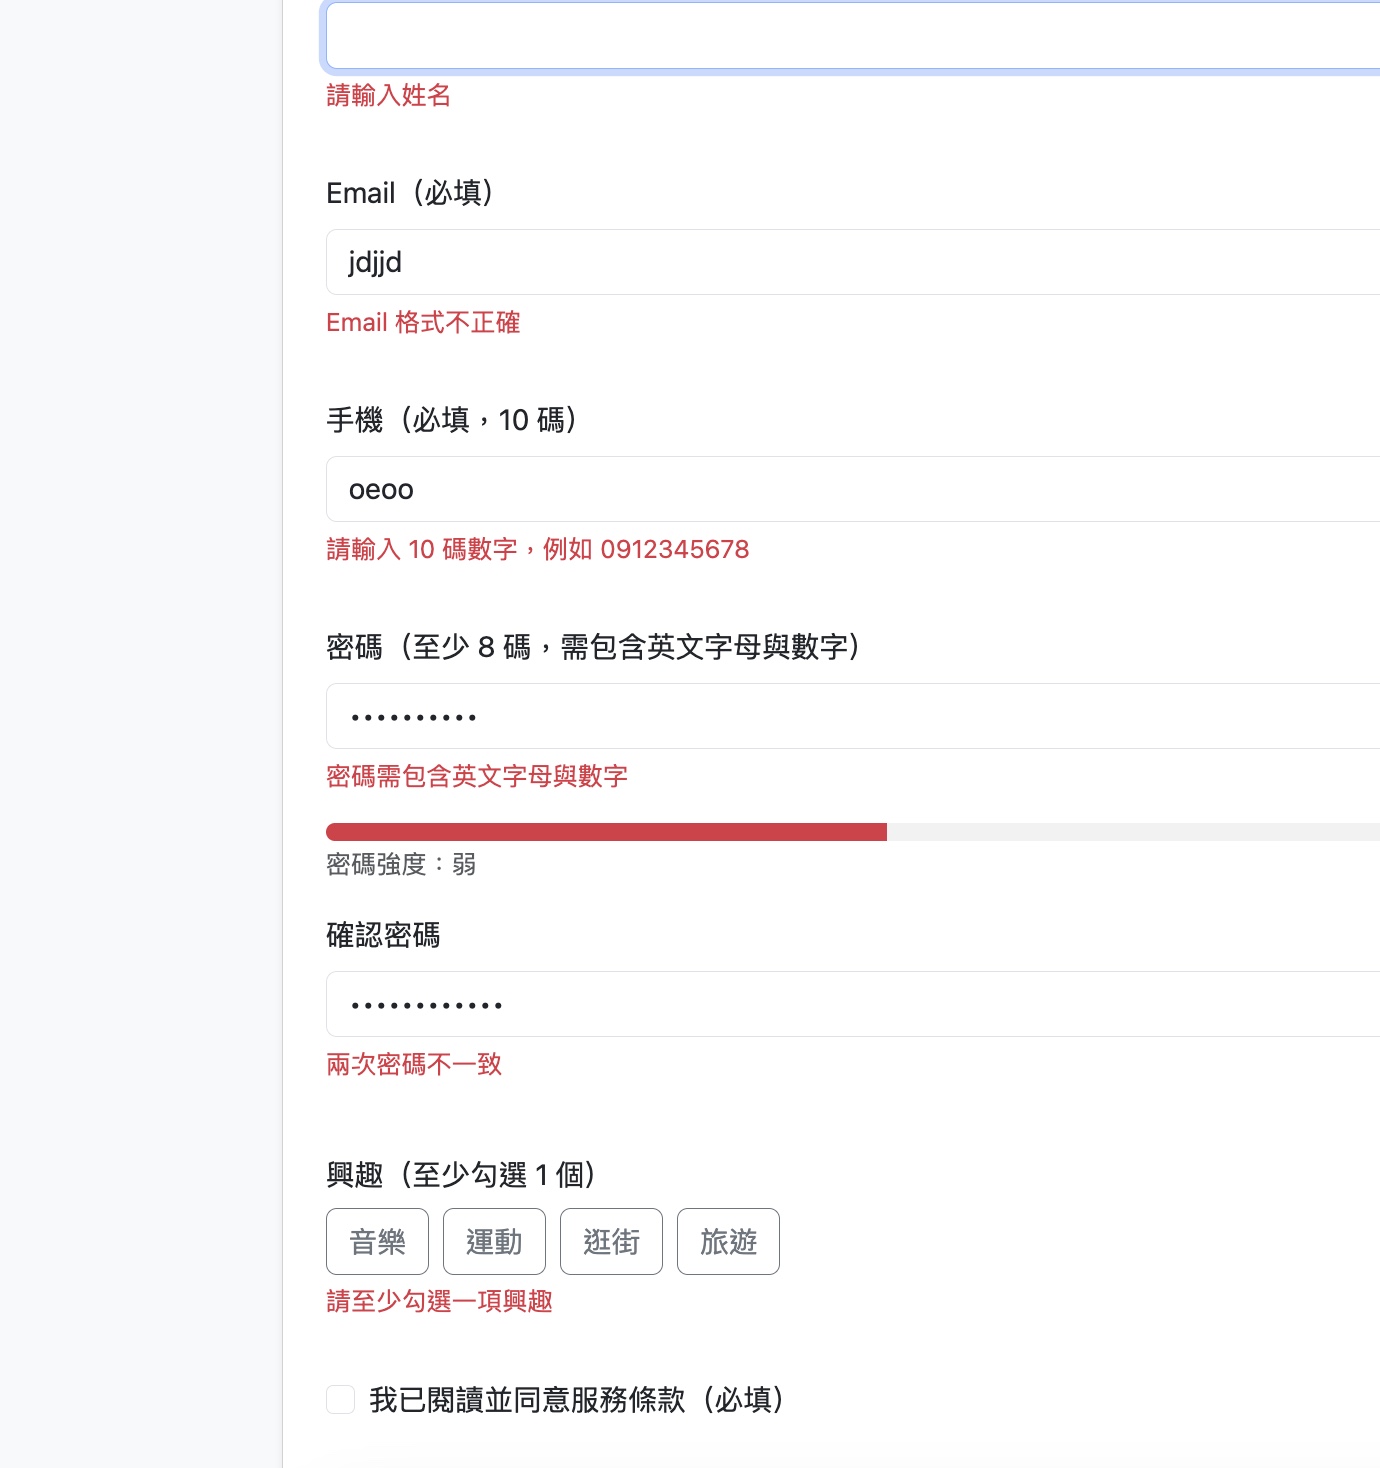 請輸入姓名
Email（必填）
jdjjd
Email 格式不正確
手機（必填，10 碼）
oeoo
請輸入 10 碼數字，例如 0912345678
密碼（至少 8 碼，需包含英文字母與數字）
••••••••••
密碼需包含英文字母與數字
密碼強度：弱
確認密碼
••••••••••••
兩次密碼不一致
興趣（至少勾選 1 個）
音樂 運動 逛街 旅遊
請至少勾選一項興趣
我已閱讀並同意服務條款（必填）